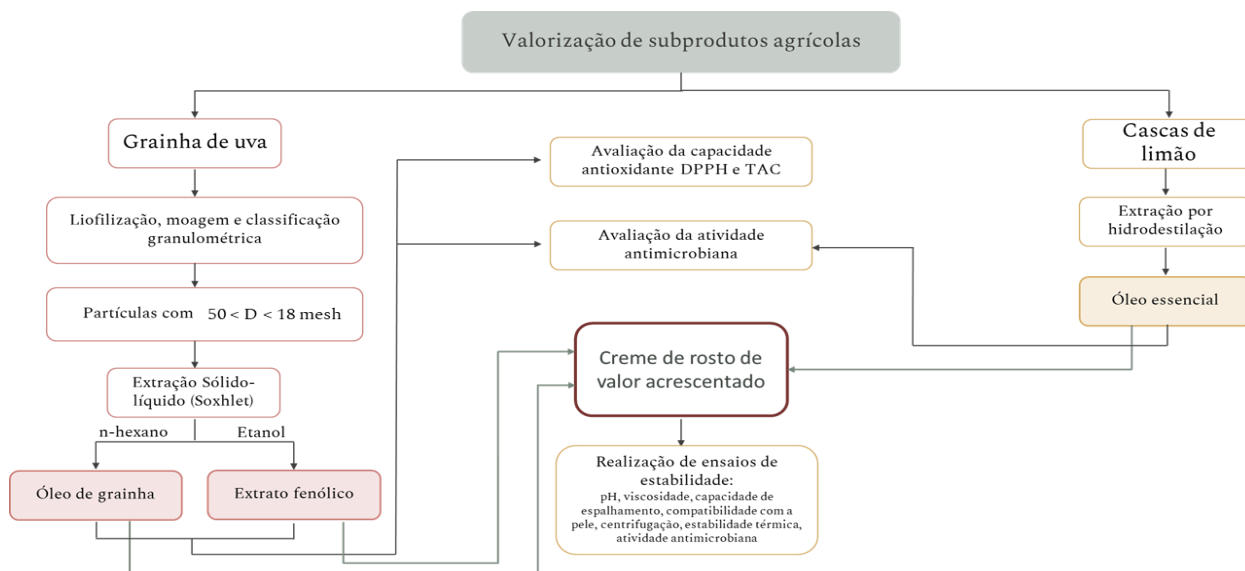 Valorização de subprodutos agrícolas
Grainha de uva
Liofilização, moagem e classificação
granulométrica
Partículas com 50 < D < 18 mesh
Extração Sólido-
líquido (Soxhlet)
n-hexano
Etanol
Óleo de grainha
Extrato fenólico
Avaliação da capacidade
antioxidante DPPH e TAC
Avaliação da atividade
antimicrobiana
Creme de rosto de
valor acrescentado
Realização de ensaios de
estabilidade:
pH, viscosidade, capacidade de
espalhamento, compatibilidade com a
pele, centrifugação, estabilidade térmica,
atividade antimicrobiana
Cascas de
limão
Extração por
hidrodestilação
Óleo essencial